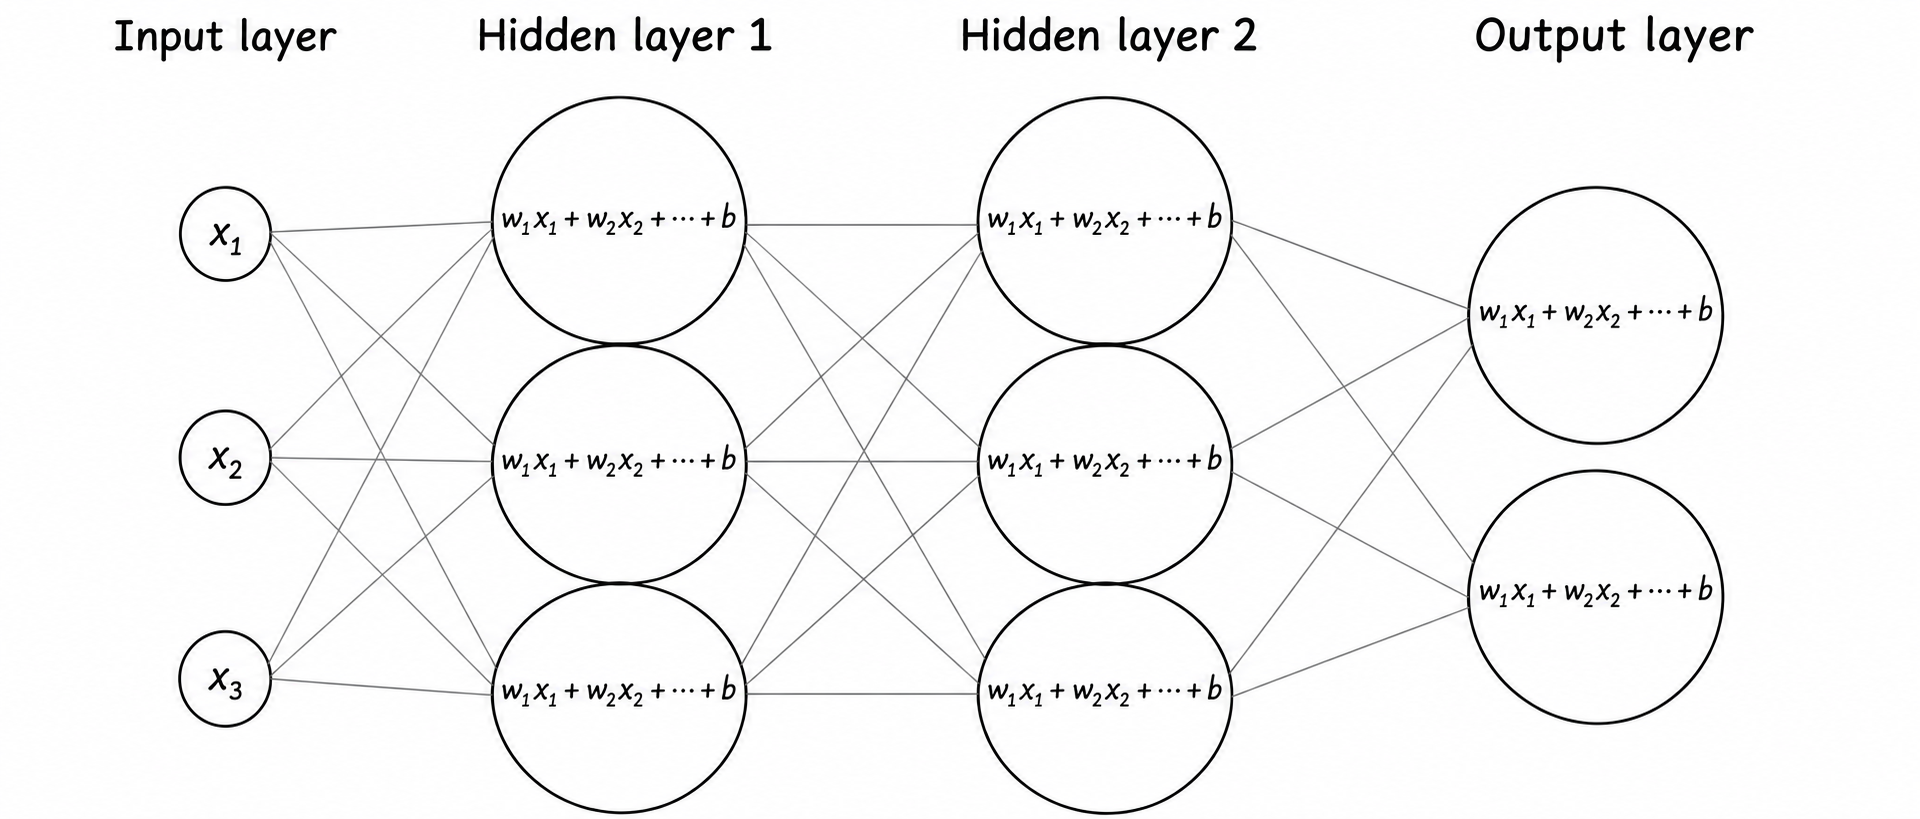 Input layer
Hidden layer 1
Hidden layer 2
Output layer
x₁
x₂
x₃
w₁x₁ + w₂x₂ + ⋯ + b
w₁x₁ + w₂x₂ + ⋯ + b
w₁x₁ + w₂x₂ + ⋯ + b
w₁x₁ + w₂x₂ + ⋯ + b
w₁x₁ + w₂x₂ + ⋯ + b
w₁x₁ + w₂x₂ + ⋯ + b
w₁x₁ + w₂x₂ + ⋯ + b
w₁x₁ + w₂x₂ + ⋯ + b